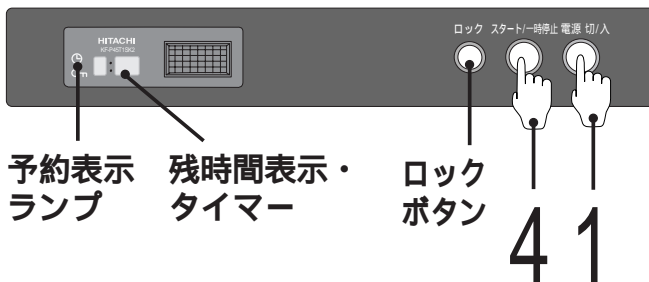 ロック スタート/一時停止 電源 切/入
HITACHI
KF-P45T1SK2
予約表示
ランプ
残時間表示・
タイマー
ロック
ボタン
4 1